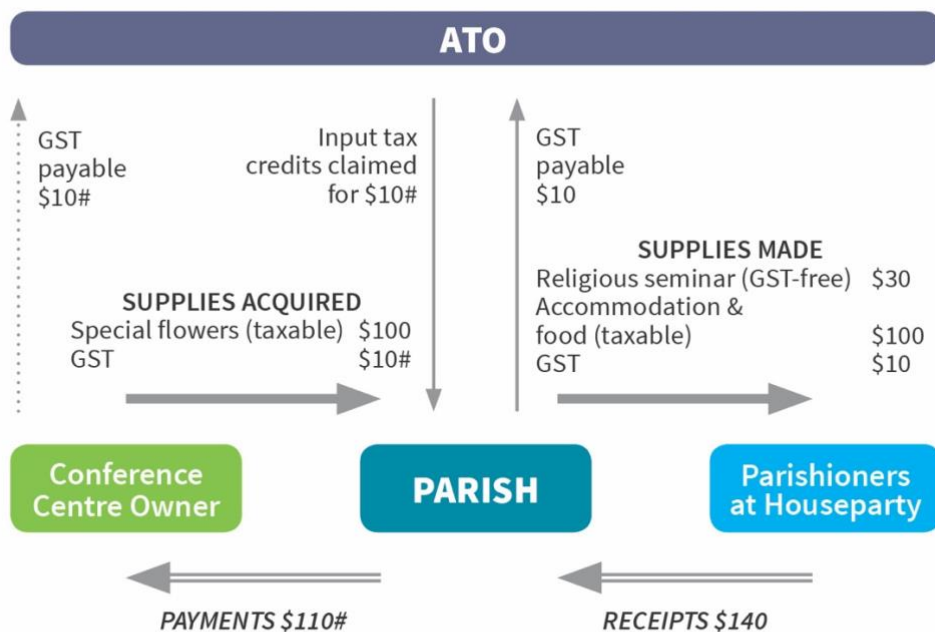 ATO
GST
payable
$10#
Input tax
credits claimed
for $10#
GST
payable
$10
SUPPLIES ACQUIRED
Special flowers (taxable) $100
GST $10#
SUPPLIES MADE
Religious seminar (GST-free) $30
Accommodation &
food (taxable) $100
GST $10
Conference
Centre Owner
PARISH
Parishioners
at Houseparty
PAYMENTS $110#
RECEIPTS $140